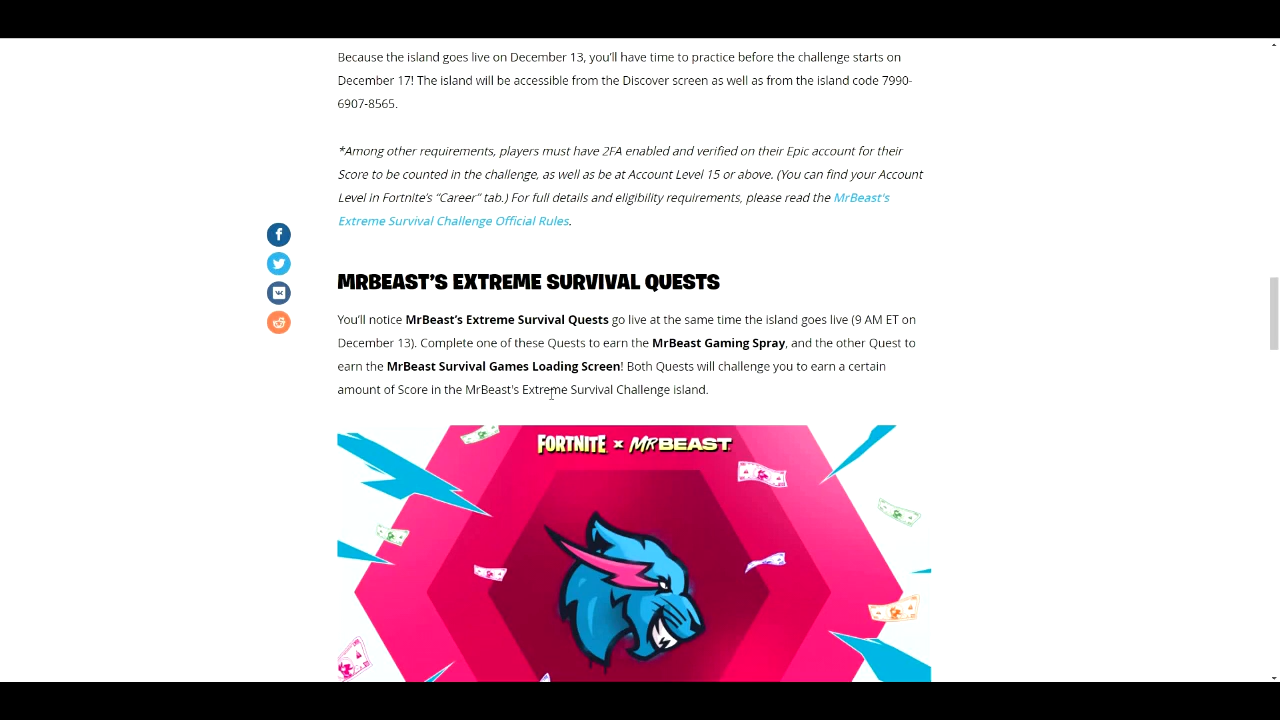 Because the island goes live on December 13, you'll have time to practice before the challenge starts on
December 17! The island will be accessible from the Discover screen as well as from the island code 7990-
6907-8565.
*Among other requirements, players must have 2FA enabled and verified on their Epic account for their
Score to be counted in the challenge, as well as be at Account Level 15 or above. (You can find your Account
Level in Fortnite's “Career” tab.) For full details and eligibility requirements, please read the MrBeast's
Extreme Survival Challenge Official Rules.
MRBEAST'S EXTREME SURVIVAL QUESTS
You'll notice MrBeast's Extreme Survival Quests go live at the same time the island goes live (9 AM ET on
December 13). Complete one of these Quests to earn the MrBeast Gaming Spray, and the other Quest to
earn the MrBeast Survival Games Loading Screen! Both Quests will challenge you to earn a certain
amount of Score in the MrBeast's Extreme Survival Challenge island.
FORTNITE x MRBEAST